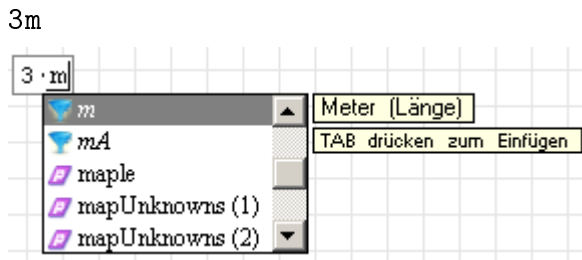 3m
3 · m
m
Meter (Länge)
mA
TAB drücken zum Einfügen
maple
mapUnknowns (1)
mapUnknowns (2)